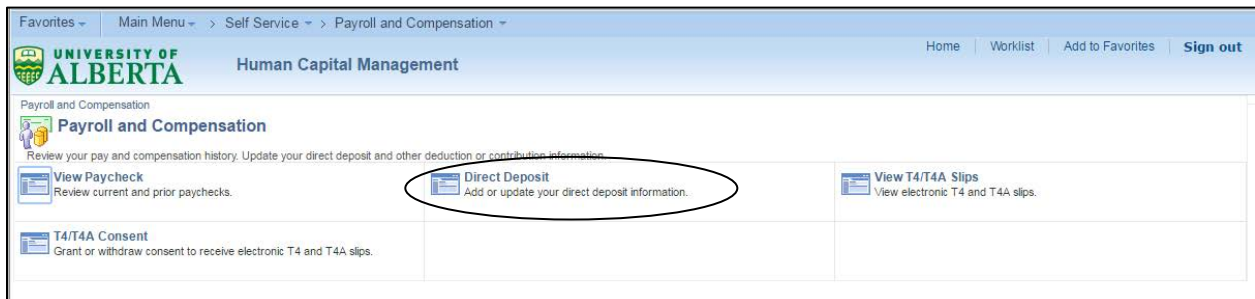 Favorites Main Menu > Self Service > Payroll and Compensation
Home Worklist Add to Favorites Sign out
UNIVERSITY OF
ALBERTA
Human Capital Management
Payroll and Compensation
Payroll and Compensation
Review your pay and compensation history. Update your direct deposit and other deduction or contribution information.
View Paycheck
Review current and prior paychecks.
Direct Deposit
Add or update your direct deposit information.
View T4/T4A Slips
View electronic T4 and T4A slips.
T4/T4A Consent
Grant or withdraw consent to receive electronic T4 and T4A slips.